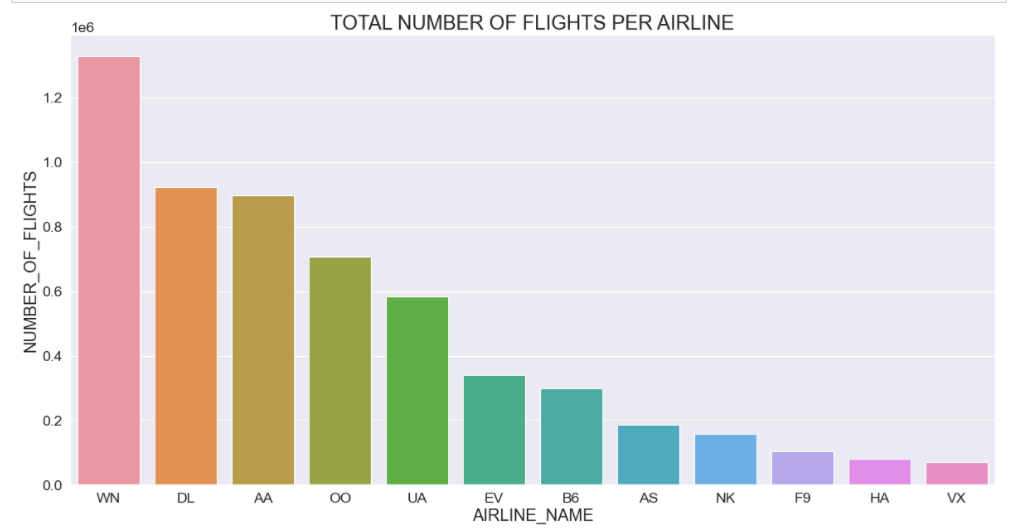 TOTAL NUMBER OF FLIGHTS PER AIRLINE
1e6
1.2
1.0
0.8
0.6
0.4
0.2
0.0
NUMBER_OF_FLIGHTS
WN DL AA OO UA EV B6 AS NK F9 HA VX
AIRLINE_NAME